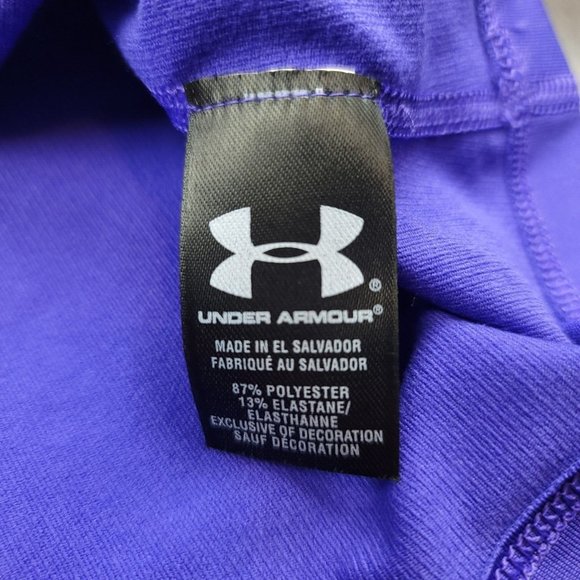 ®
UNDER ARMOUR®
MADE IN EL SALVADOR
FABRIQUÉ AU SALVADOR
87% POLYESTER
13% ELASTANE/
ELASTHANNE
EXCLUSIVE OF DECORATION
SAUF DÉCORATION